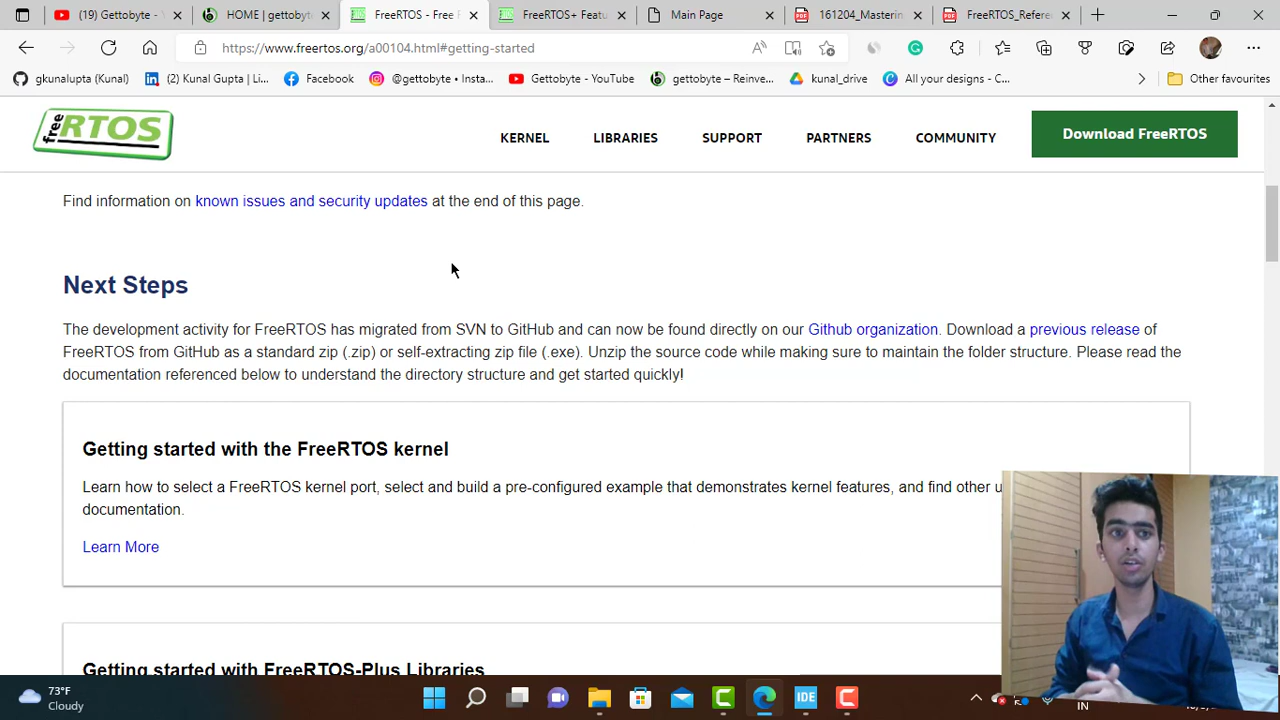 (19) Gettobyte -
HOME | gettobyt
FreeRTOS - Free F
FreeRTOS+ Featu
Main Page
161204_Masterin
FreeRTOS_Refere
https://www.freertos.org/a00104.html#getting-started
gkunalupta (Kunal)
(2) Kunal Gupta | Li...
Facebook
@gettobyte • Insta...
Gettobyte - YouTube
gettobyte – Reinve...
kunal_drive
All your designs - C...
Other favourites
free RTOS
KERNEL
LIBRARIES
SUPPORT
PARTNERS
COMMUNITY
Download FreeRTOS
Find information on known issues and security updates at the end of this page.
Next Steps
The development activity for FreeRTOS has migrated from SVN to GitHub and can now be found directly on our Github organization. Download a previous release of
FreeRTOS from GitHub as a standard zip (.zip) or self-extracting zip file (.exe). Unzip the source code while making sure to maintain the folder structure. Please read the
documentation referenced below to understand the directory structure and get started quickly!
Getting started with the FreeRTOS kernel
Learn how to select a FreeRTOS kernel port, select and build a pre-configured example that demonstrates kernel features, and find other u
documentation.
Learn More
Getting started with FreeRTOS-Plus Libraries
73°F
Cloudy
IDE
IN